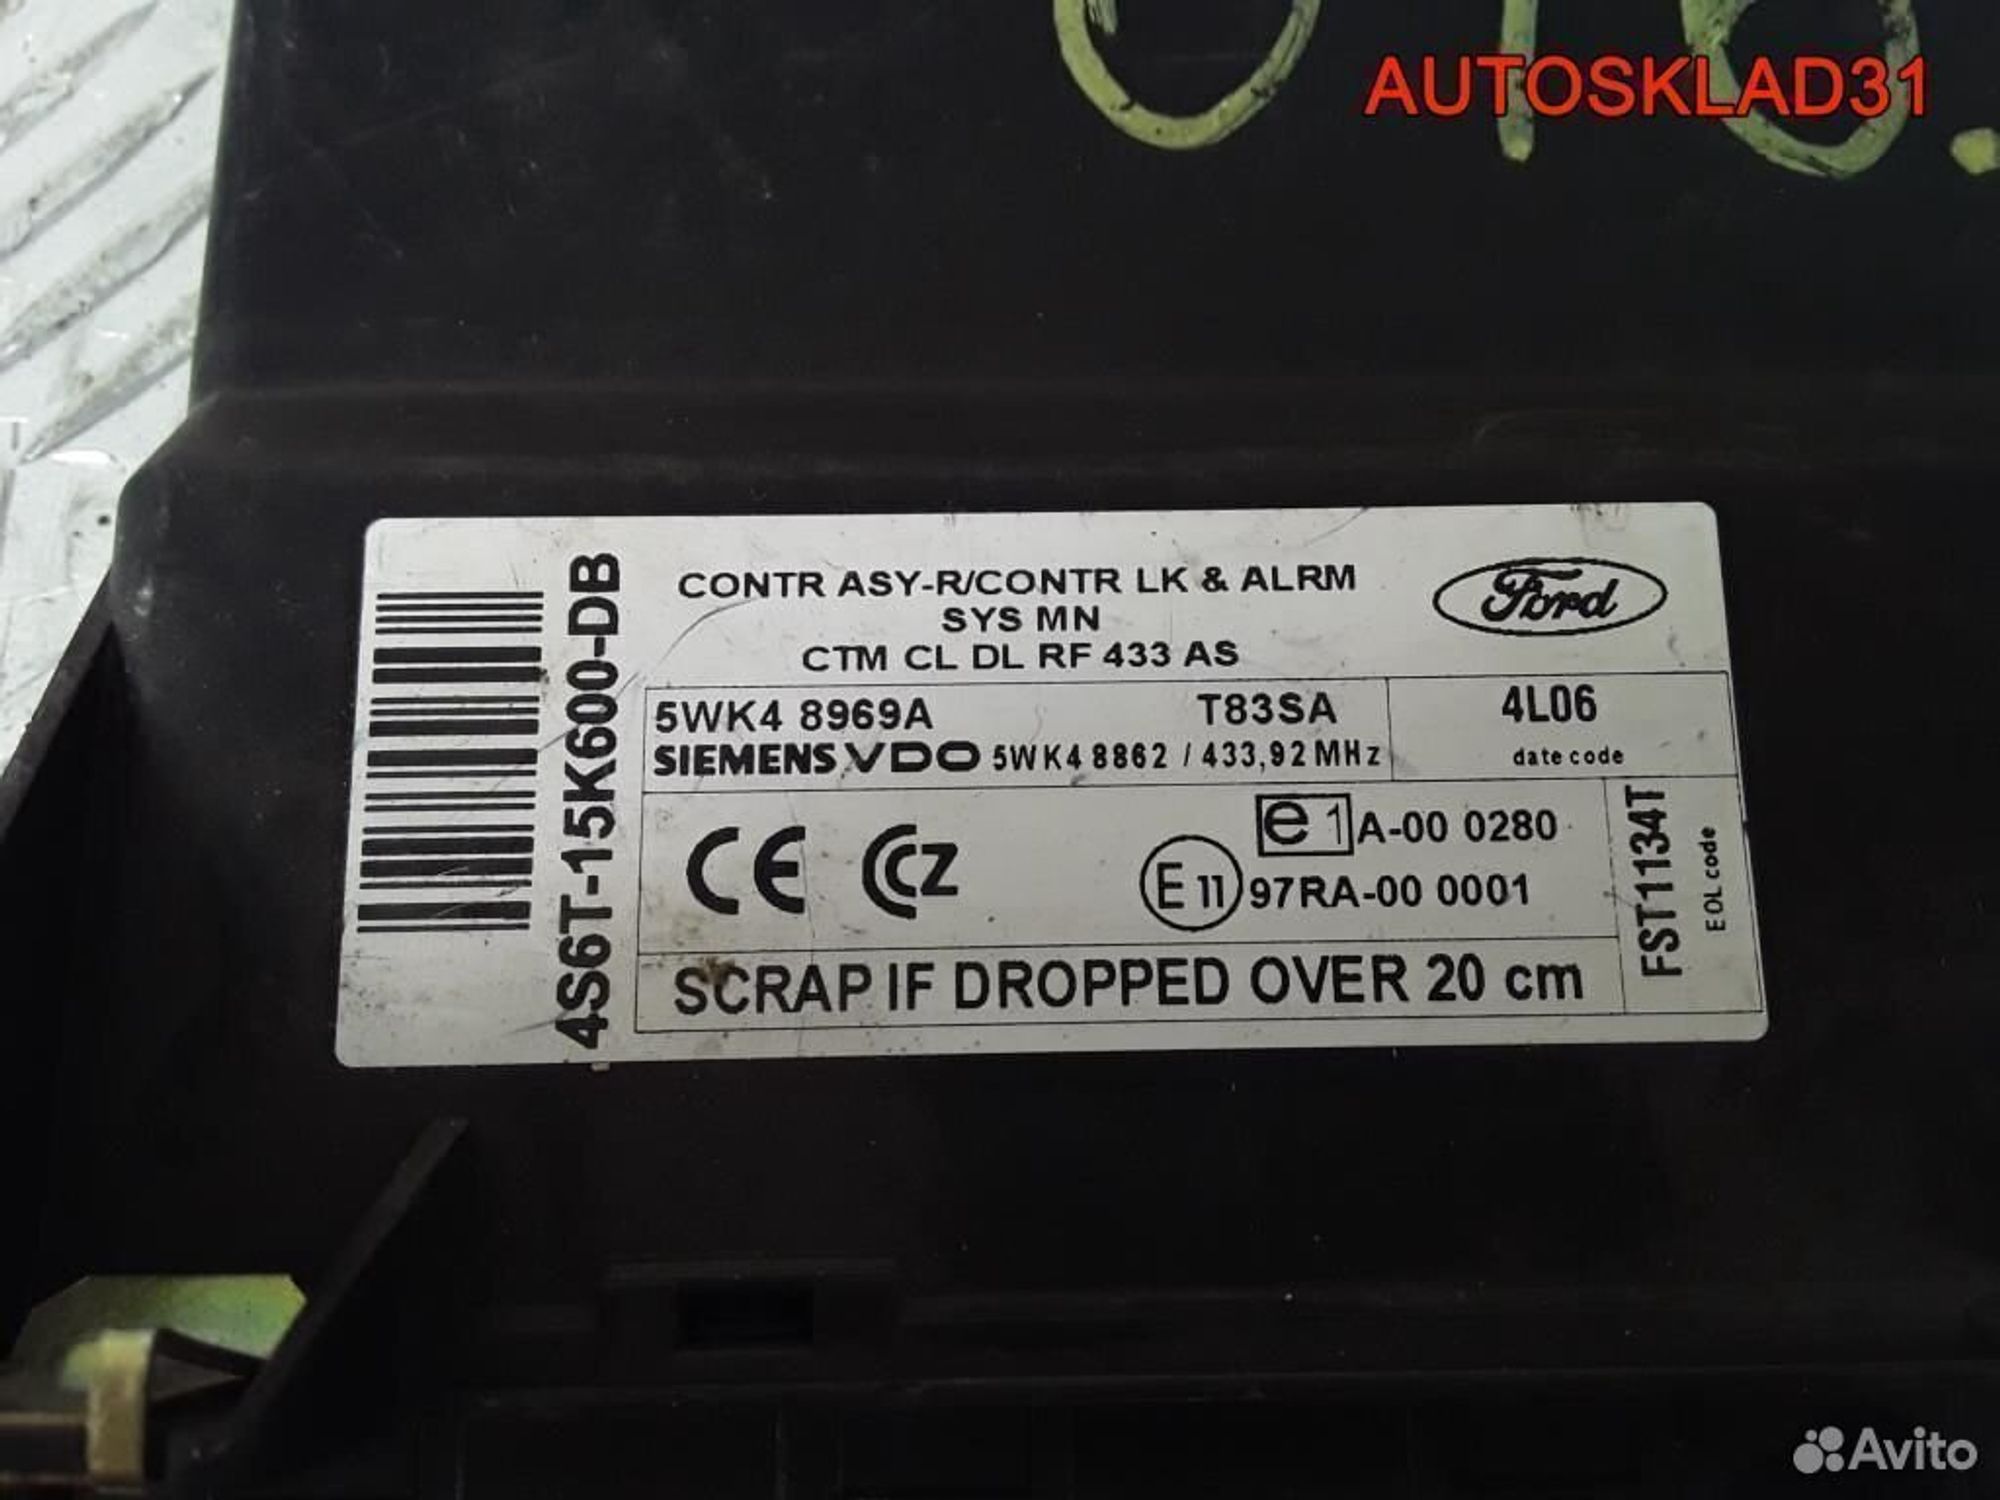 AUTOSKLAD31
CONTR ASY-R/CONTR LK & ALRM
SYS MN
CTM CL DL RF 433 AS
Ford
4S6T-15K600-DB
5WK4 8969A T83SA
4L06
SIEMENS VDO 5WK4 8862 / 433,92 MHz
date code
CE CCZ
e1 A-00 0280
E11 97RA-00 0001
FST1134T
EOL code
SCRAP IF DROPPED OVER 20 cm
Avito